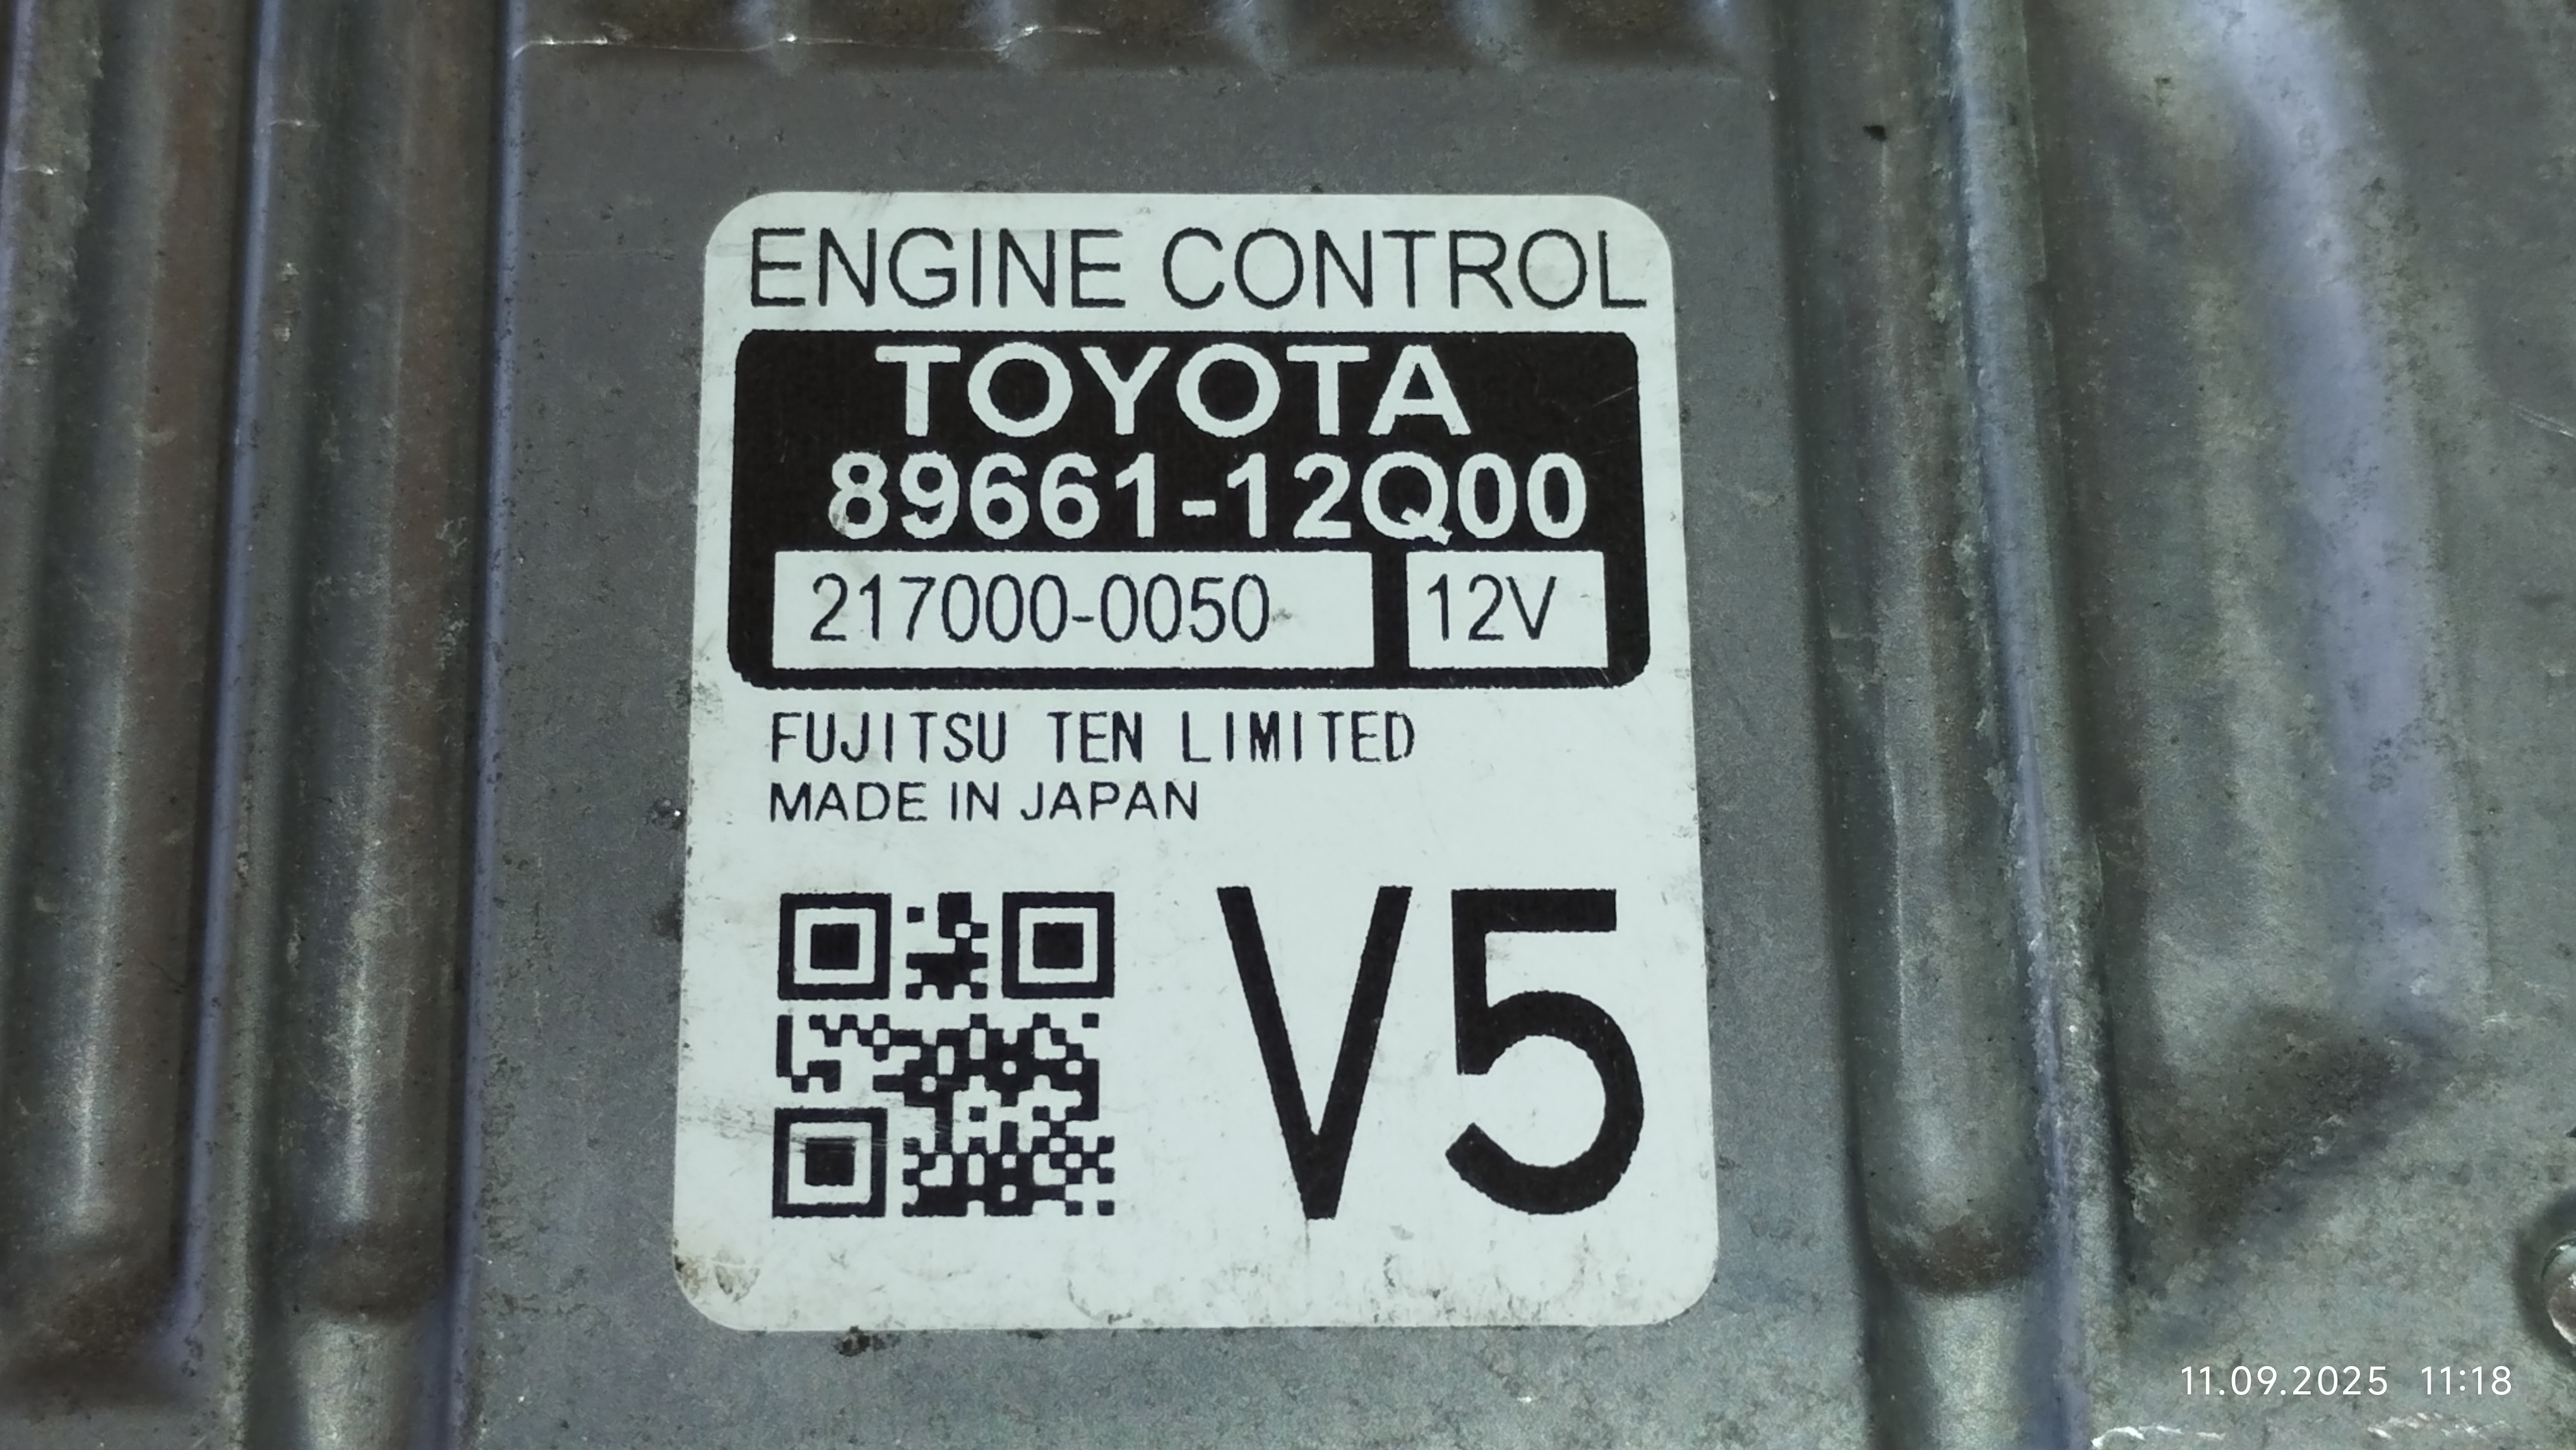 ENGINE CONTROL
TOYOTA
89661-12Q00
217000-0050 12V
FUJITSU TEN LIMITED
MADE IN JAPAN
V5
11.09.2025 11:18